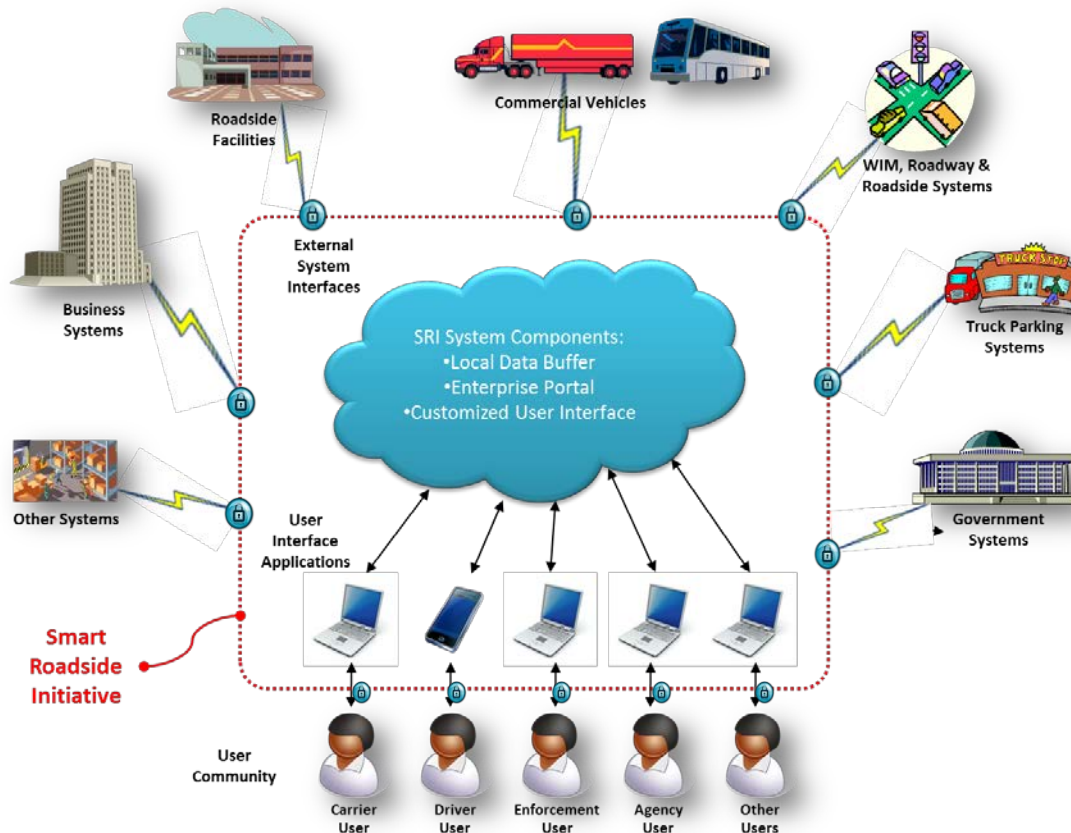 Roadside
Facilities
Commercial Vehicles
WIM, Roadway &
Roadside Systems
Business
Systems
External
System
Interfaces
TRUCK STOP
Truck Parking
Systems
SRI System Components:
•Local Data Buffer
•Enterprise Portal
•Customized User Interface
Other Systems
User
Interface
Applications
Government
Systems
Smart
Roadside
Initiative
User
Community
Carrier
User
Driver
User
Enforcement
User
Agency
User
Other
Users